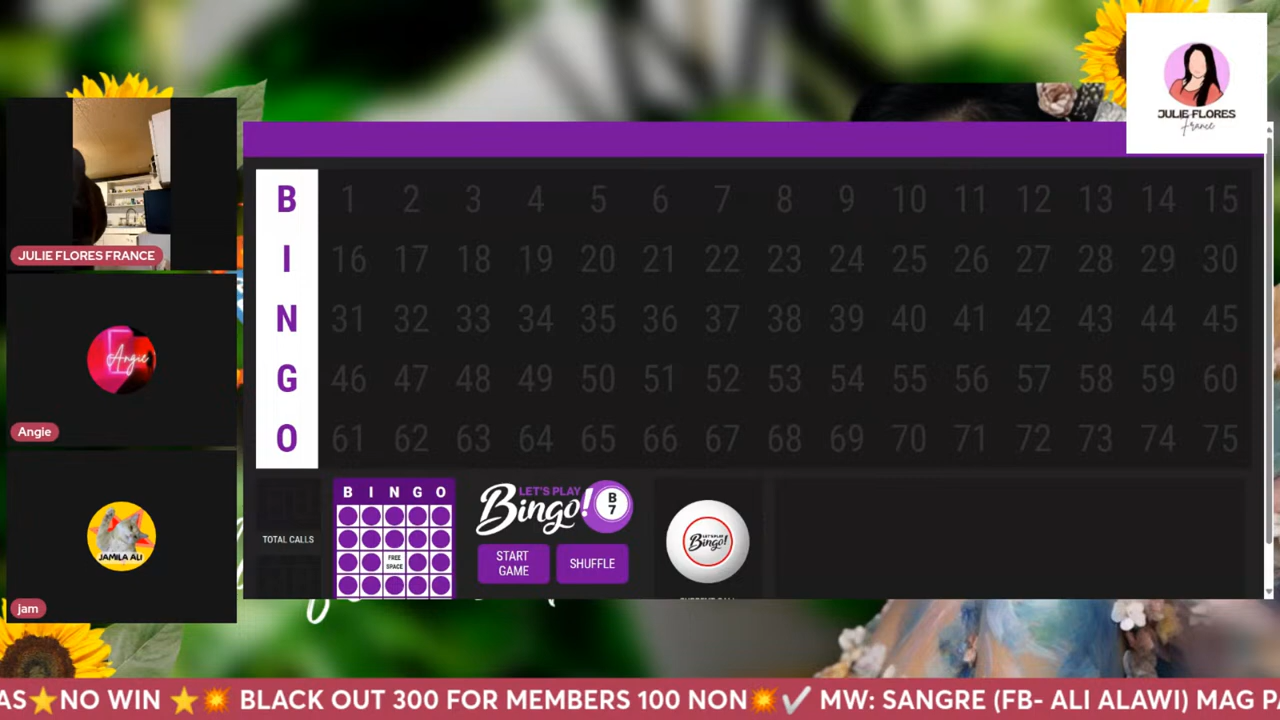 JULIE FLORES
France
JULIE FLORES FRANCE
Angie
Angie
JAMILA ALI
jam
B 1 2 3 4 5 6 7 8 9 10 11 12 13 14 15
I 16 17 18 19 20 21 22 23 24 25 26 27 28 29 30
N 31 32 33 34 35 36 37 38 39 40 41 42 43 44 45
G 46 47 48 49 50 51 52 53 54 55 56 57 58 59 60
O 61 62 63 64 65 66 67 68 69 70 71 72 73 74 75
TOTAL CALLS
B I N G O
FREE
SPACE
LET'S PLAY
Bingo!
B
7
START
GAME
SHUFFLE
LET'S PLAY
Bingo!
AS⭐NO WIN ⭐💥 BLACK OUT 300 FOR MEMBERS 100 NON💥✔ MW: SANGRE (FB- ALI ALAWI) MAG PA